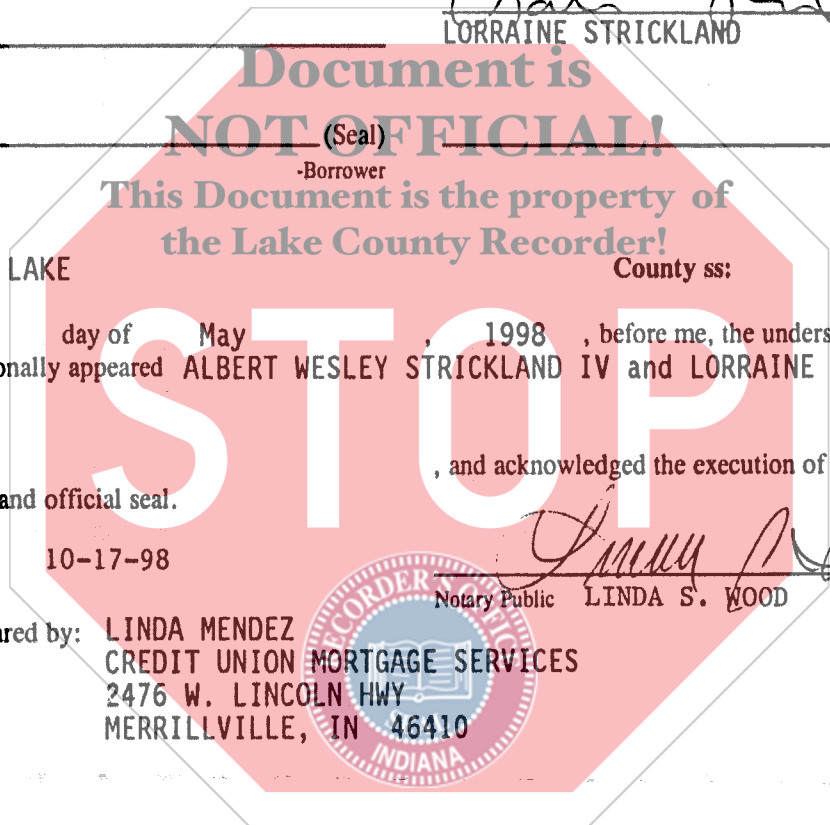 LORRAINE STRICKLAND
Document is
NOT OFFICIAL!
(Seal)
-Borrower
This Document is the property of
the Lake County Recorder!
LAKE County ss:
day of May , 1998 , before me, the unders
onally appeared ALBERT WESLEY STRICKLAND IV and LORRAINE
STOP
, and acknowledged the execution of
and official seal.
10-17-98
Notary Public LINDA S. WOOD
ared by: LINDA MENDEZ
CREDIT UNION MORTGAGE SERVICES
2476 W. LINCOLN HWY
MERRILLVILLE, IN 46410
RECORDER'S OFFICE
INDIANA